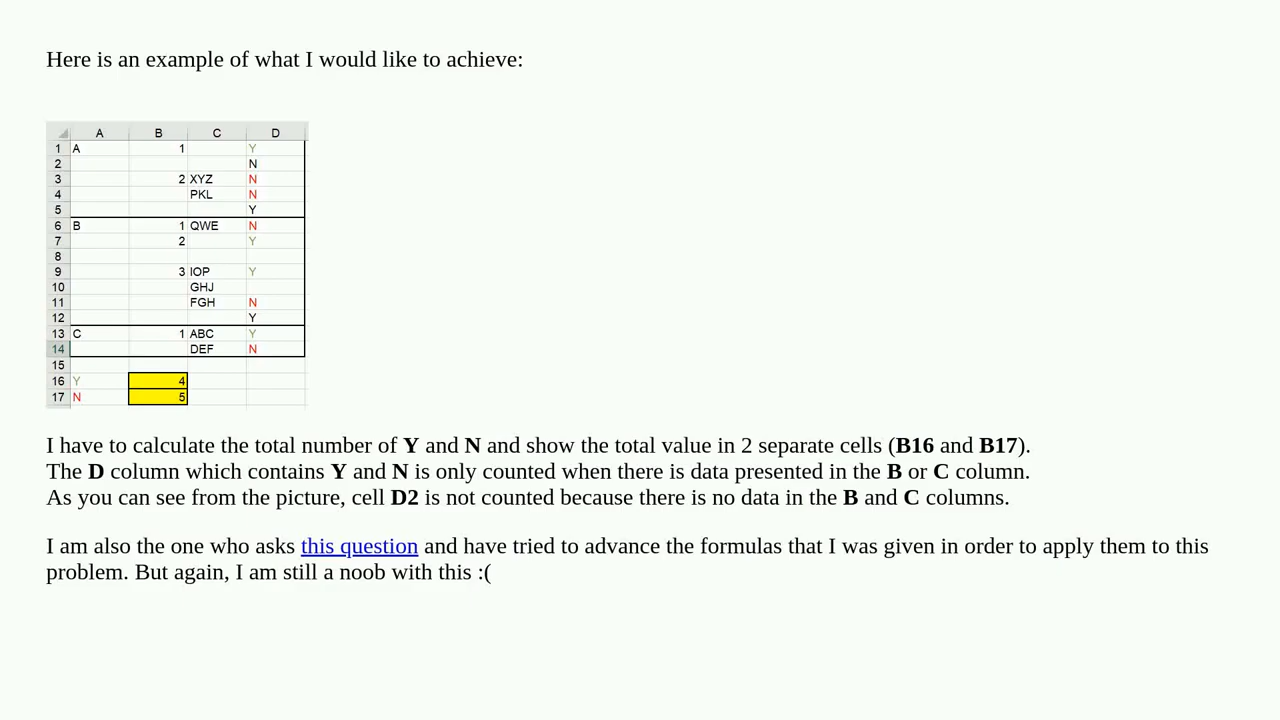 Here is an example of what I would like to achieve:
A B C D
1 A 1 Y
2 N
3 2 XYZ N
4 PKL N
5 Y
6 B 1 QWE N
7 2 Y
8
9 3 IOP Y
10 GHJ
11 FGH N
12 Y
13 C 1 ABC Y
14 DEF N
15
16 Y 4
17 N 5
I have to calculate the total number of Y and N and show the total value in 2 separate cells (B16 and B17).
The D column which contains Y and N is only counted when there is data presented in the B or C column.
As you can see from the picture, cell D2 is not counted because there is no data in the B and C columns.
I am also the one who asks this question and have tried to advance the formulas that I was given in order to apply them to this
problem. But again, I am still a noob with this :(